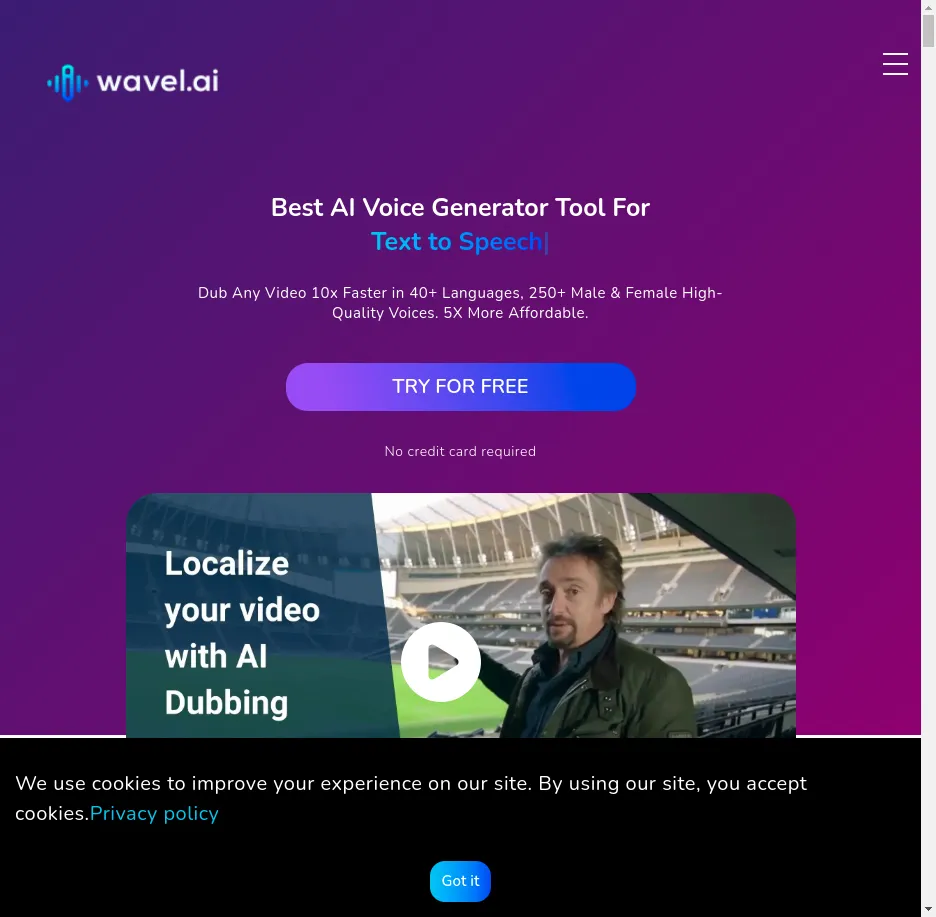 wavel.ai
Best AI Voice Generator Tool For
Text to Speech|
Dub Any Video 10x Faster in 40+ Languages, 250+ Male & Female High-
Quality Voices. 5X More Affordable.
TRY FOR FREE
No credit card required
Localize
your video
with AI
Dubbing
We use cookies to improve your experience on our site. By using our site, you accept
cookies.Privacy policy
Got it